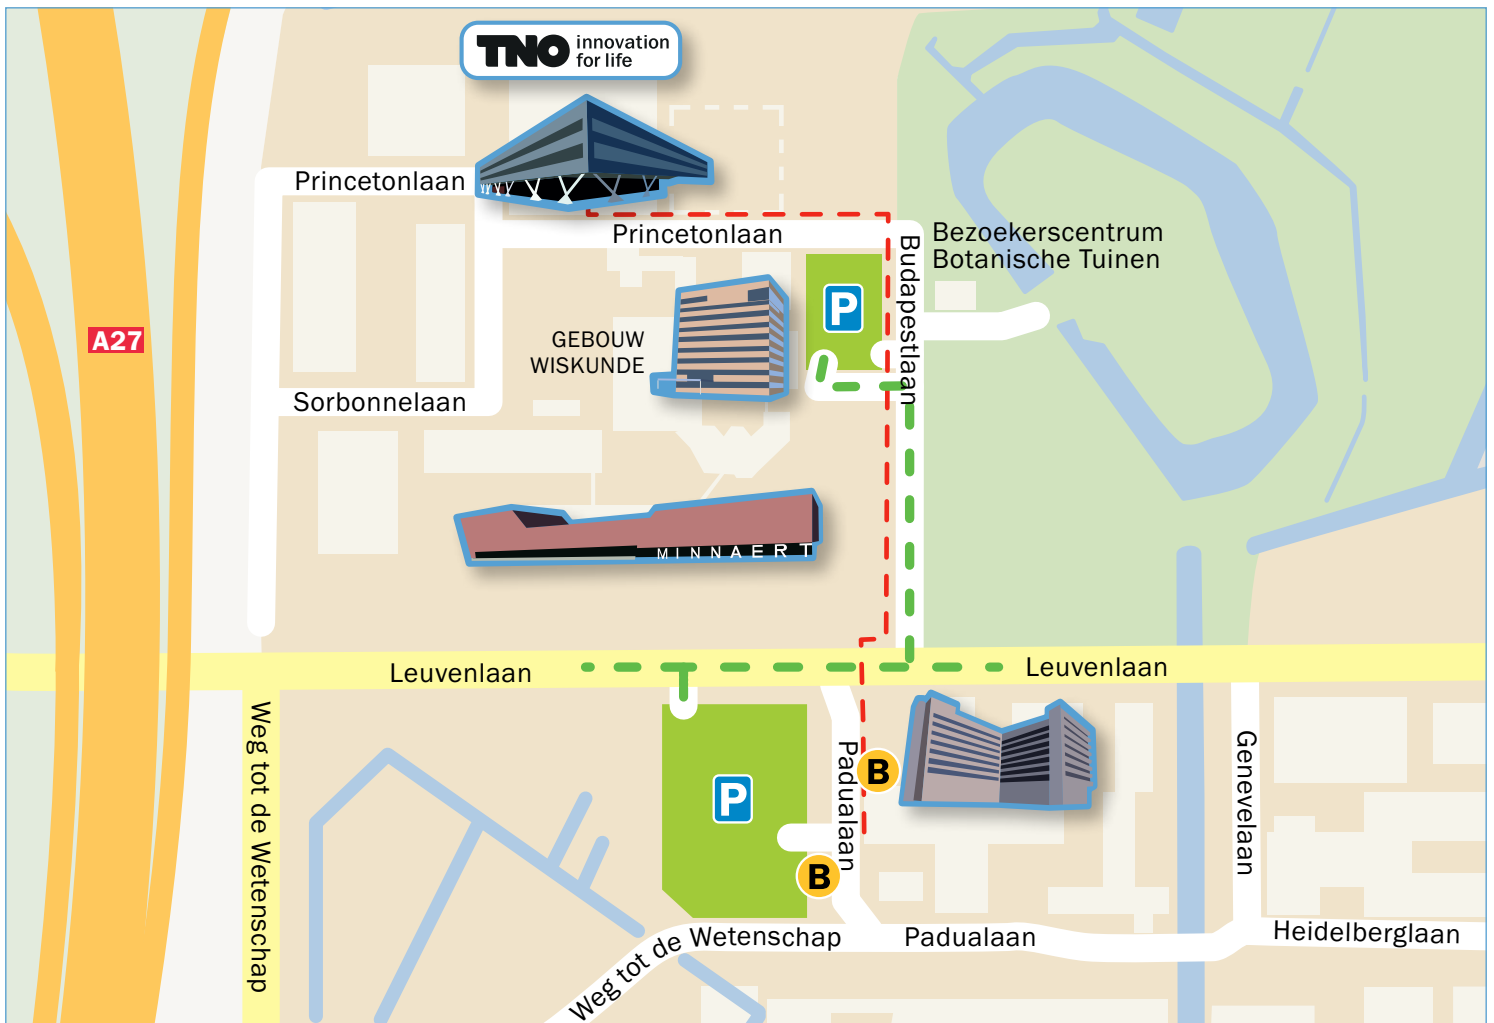 TNO innovation
for life
Princetonlaan
Princetonlaan
Budapestlaan
Bezoekerscentrum
Botanische Tuinen
P
A27
GEBOUW
WISKUNDE
Sorbonnelaan
MINNAERT
Leuvenlaan
Leuvenlaan
Weg tot de Wetenschap
P
Padualaan
B
B
Genevelaan
Weg tot de Wetenschap
Padualaan
Heidelberglaan